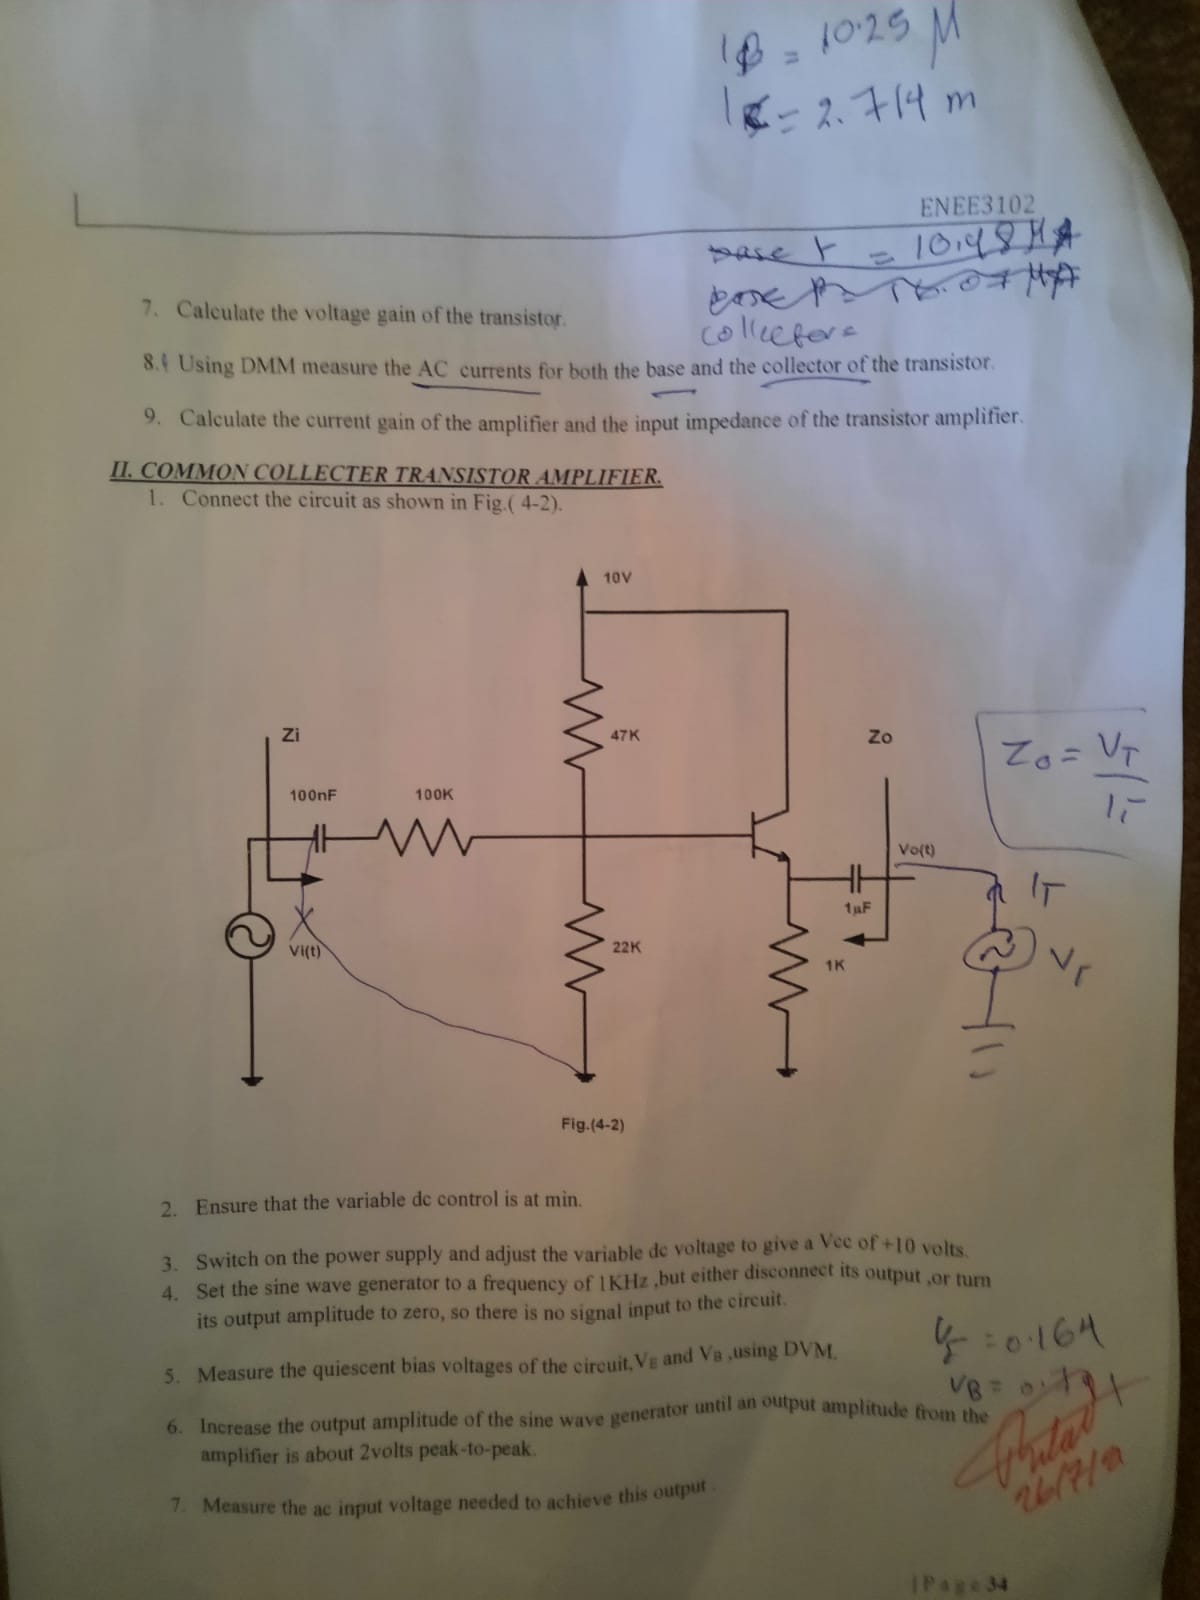 IB = 10.25 M
= 2.714 m
ENEE3102
base = 10.48 MA
base
collector =
7. Calculate the voltage gain of the transistor.
8. Using DMM measure the AC currents for both the base and the collector of the transistor.
9. Calculate the current gain of the amplifier and the input impedance of the transistor amplifier.
II. COMMON COLLECTER TRANSISTOR AMPLIFIER.
1. Connect the circuit as shown in Fig.( 4-2).
10V
Zi
47K
Zo
Zo = VT
IT
100nF
100K
Vo(t)
IT
1µF
Vi(t)
22K
1K
VT
Fig.(4-2)
2. Ensure that the variable dc control is at min.
3. Switch on the power supply and adjust the variable dc voltage to give a Vcc of +10 volts.
4. Set the sine wave generator to a frequency of 1KHz ,but either disconnect its output ,or turn
its output amplitude to zero, so there is no signal input to the circuit.
= 0.164
5. Measure the quiescent bias voltages of the circuit,VE and VB ,using DVM.
VB =
6. Increase the output amplitude of the sine wave generator until an output amplitude from the
amplifier is about 2volts peak-to-peak.
7. Measure the ac input voltage needed to achieve this output .
| Page 34